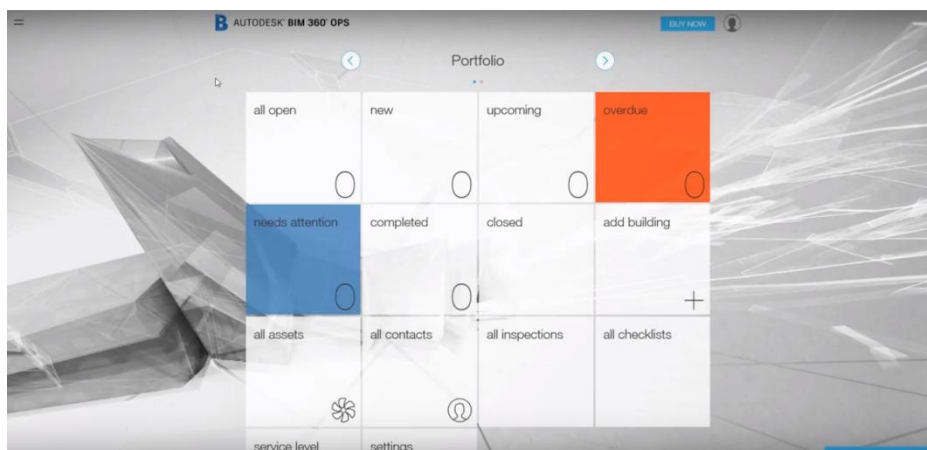 B AUTODESK® BIM 360® OPS
BUY NOW
Portfolio
all open
new
upcoming
overdue
0
0
0
0
needs attention
completed
closed
add building
0
0
+
all assets
all contacts
all inspections
all checklists
service level
settings